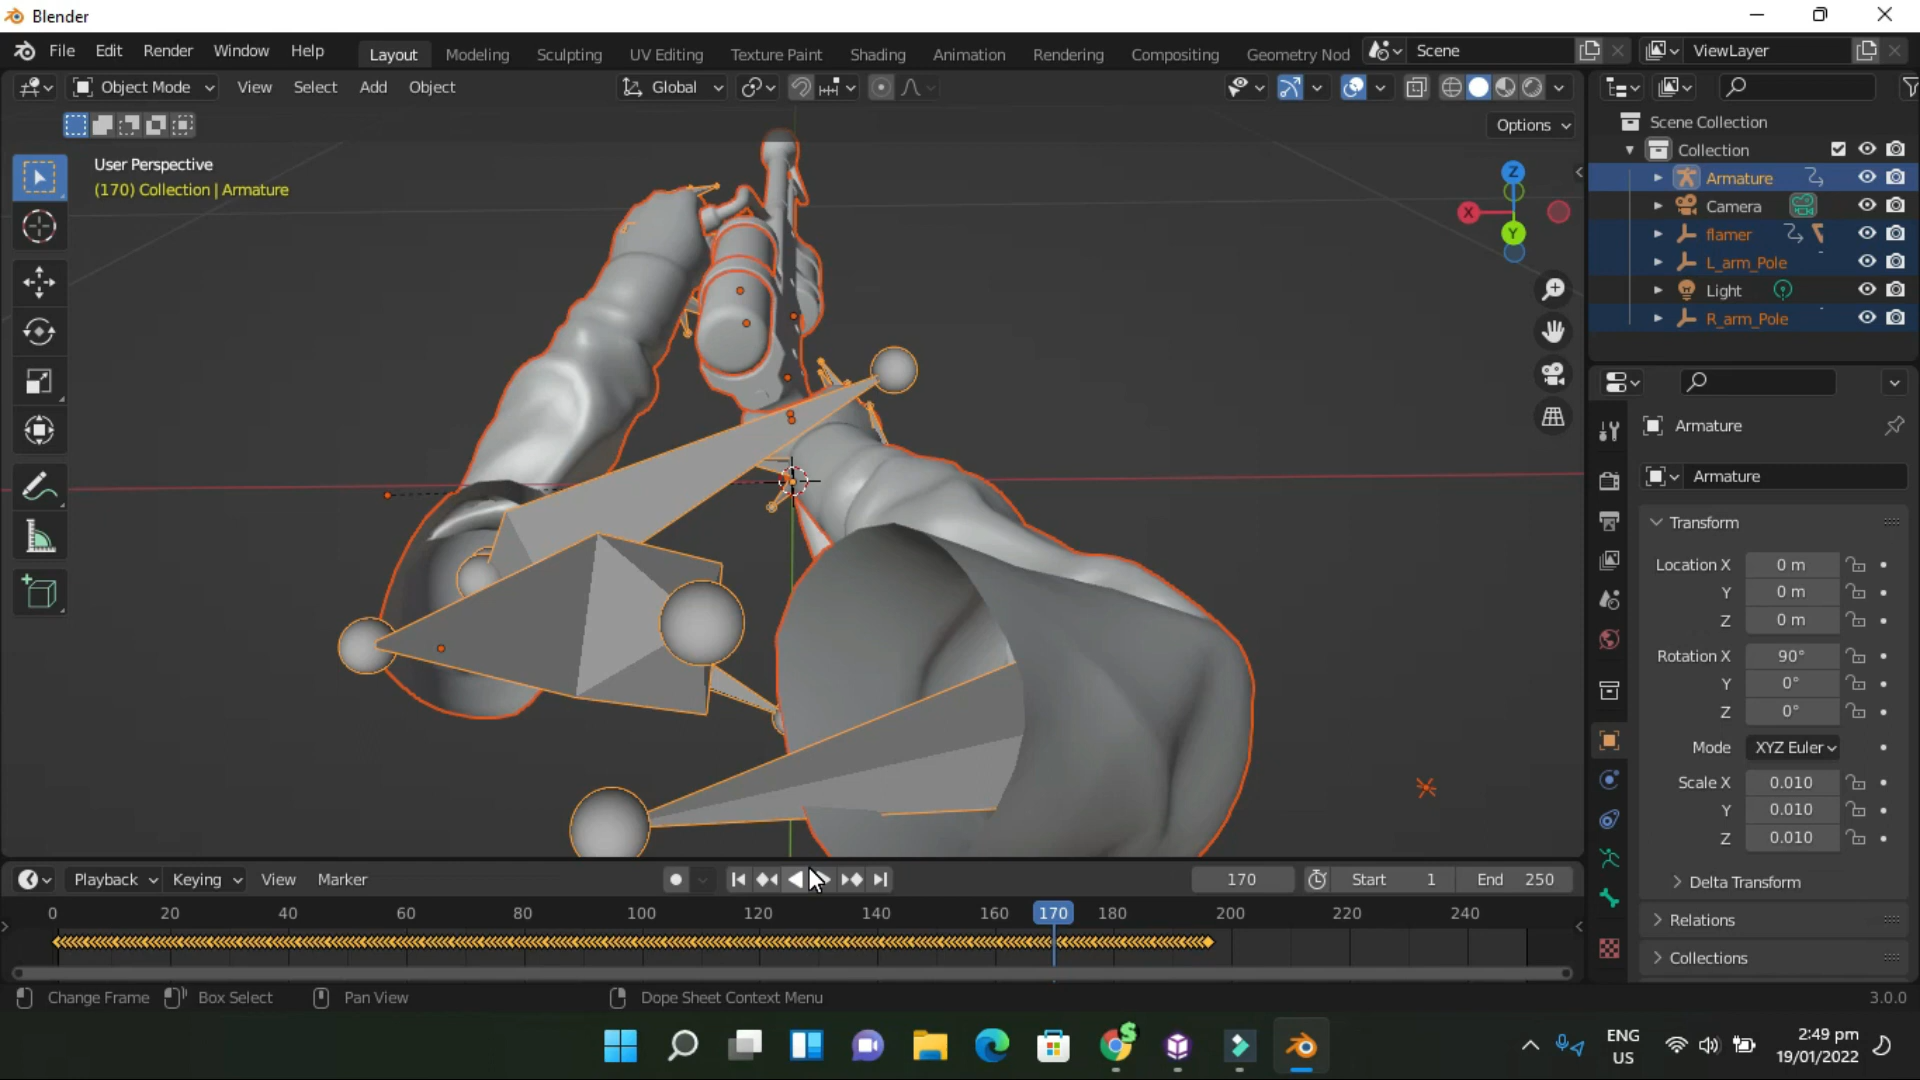 Blender
File Edit Render Window Help Layout Modeling Sculpting UV Editing Texture Paint Shading Animation Rendering Compositing Geometry Nod Scene ViewLayer
Object Mode View Select Add Object Global
Options
User Perspective
(170) Collection | Armature
Z
X
Y
Scene Collection
Collection
Armature
Camera
flamer
L_arm_Pole
Light
R_arm_Pole
Armature
Armature
Transform
Location X 0 m
Y 0 m
Z 0 m
Rotation X 90°
Y 0°
Z 0°
Mode XYZ Euler
Scale X 0.010
Y 0.010
Z 0.010
Delta Transform
Relations
Collections
Playback Keying View Marker 170 Start 1 End 250
0 20 40 60 80 100 120 140 160 170 180 200 220 240
Change Frame Box Select Pan View Dope Sheet Context Menu 3.0.0
ENG
US
2:49 pm
19/01/2022